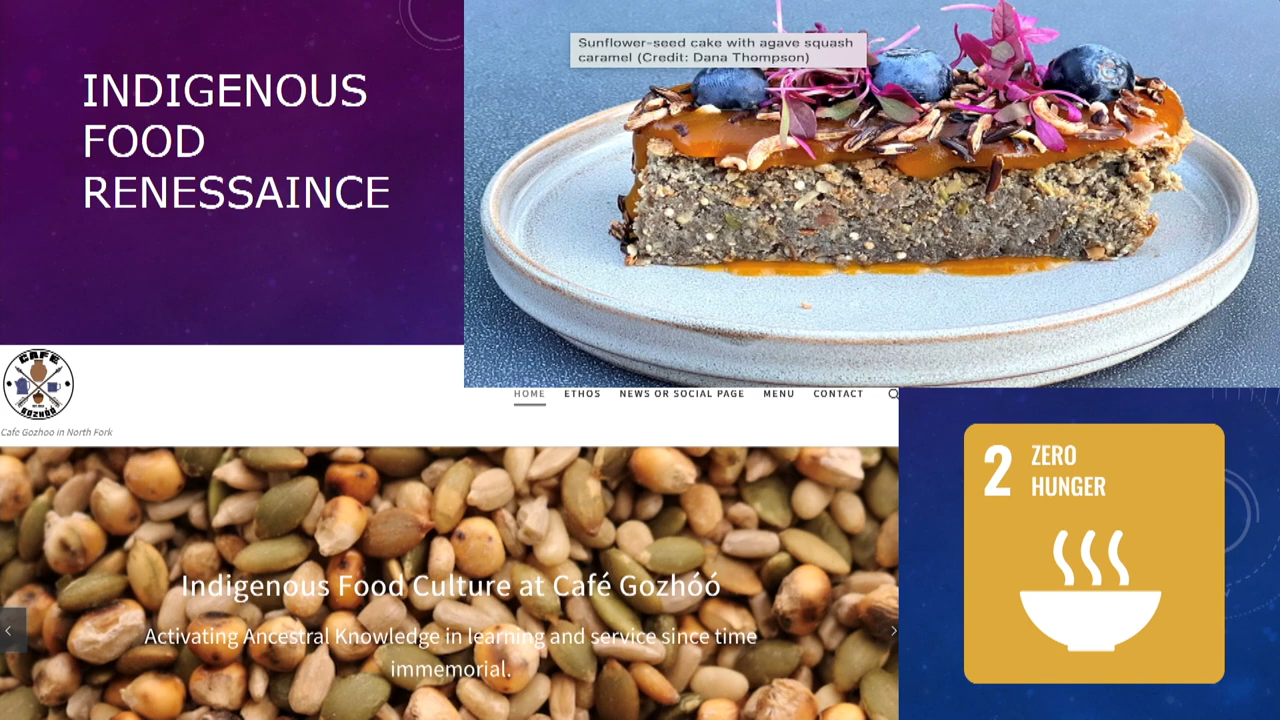 INDIGENOUS
FOOD
RENESSAINCE
Sunflower-seed cake with agave squash
caramel (Credit: Dana Thompson)
CAFÉ
GOZHÓÓ
Cafe Gozhoo in North Fork
HOME ETHOS NEWS OR SOCIAL PAGE MENU CONTACT
Indigenous Food Culture at Café Gozhóó
Activating Ancestral Knowledge in learning and service since time
immemorial.
2 ZERO
HUNGER